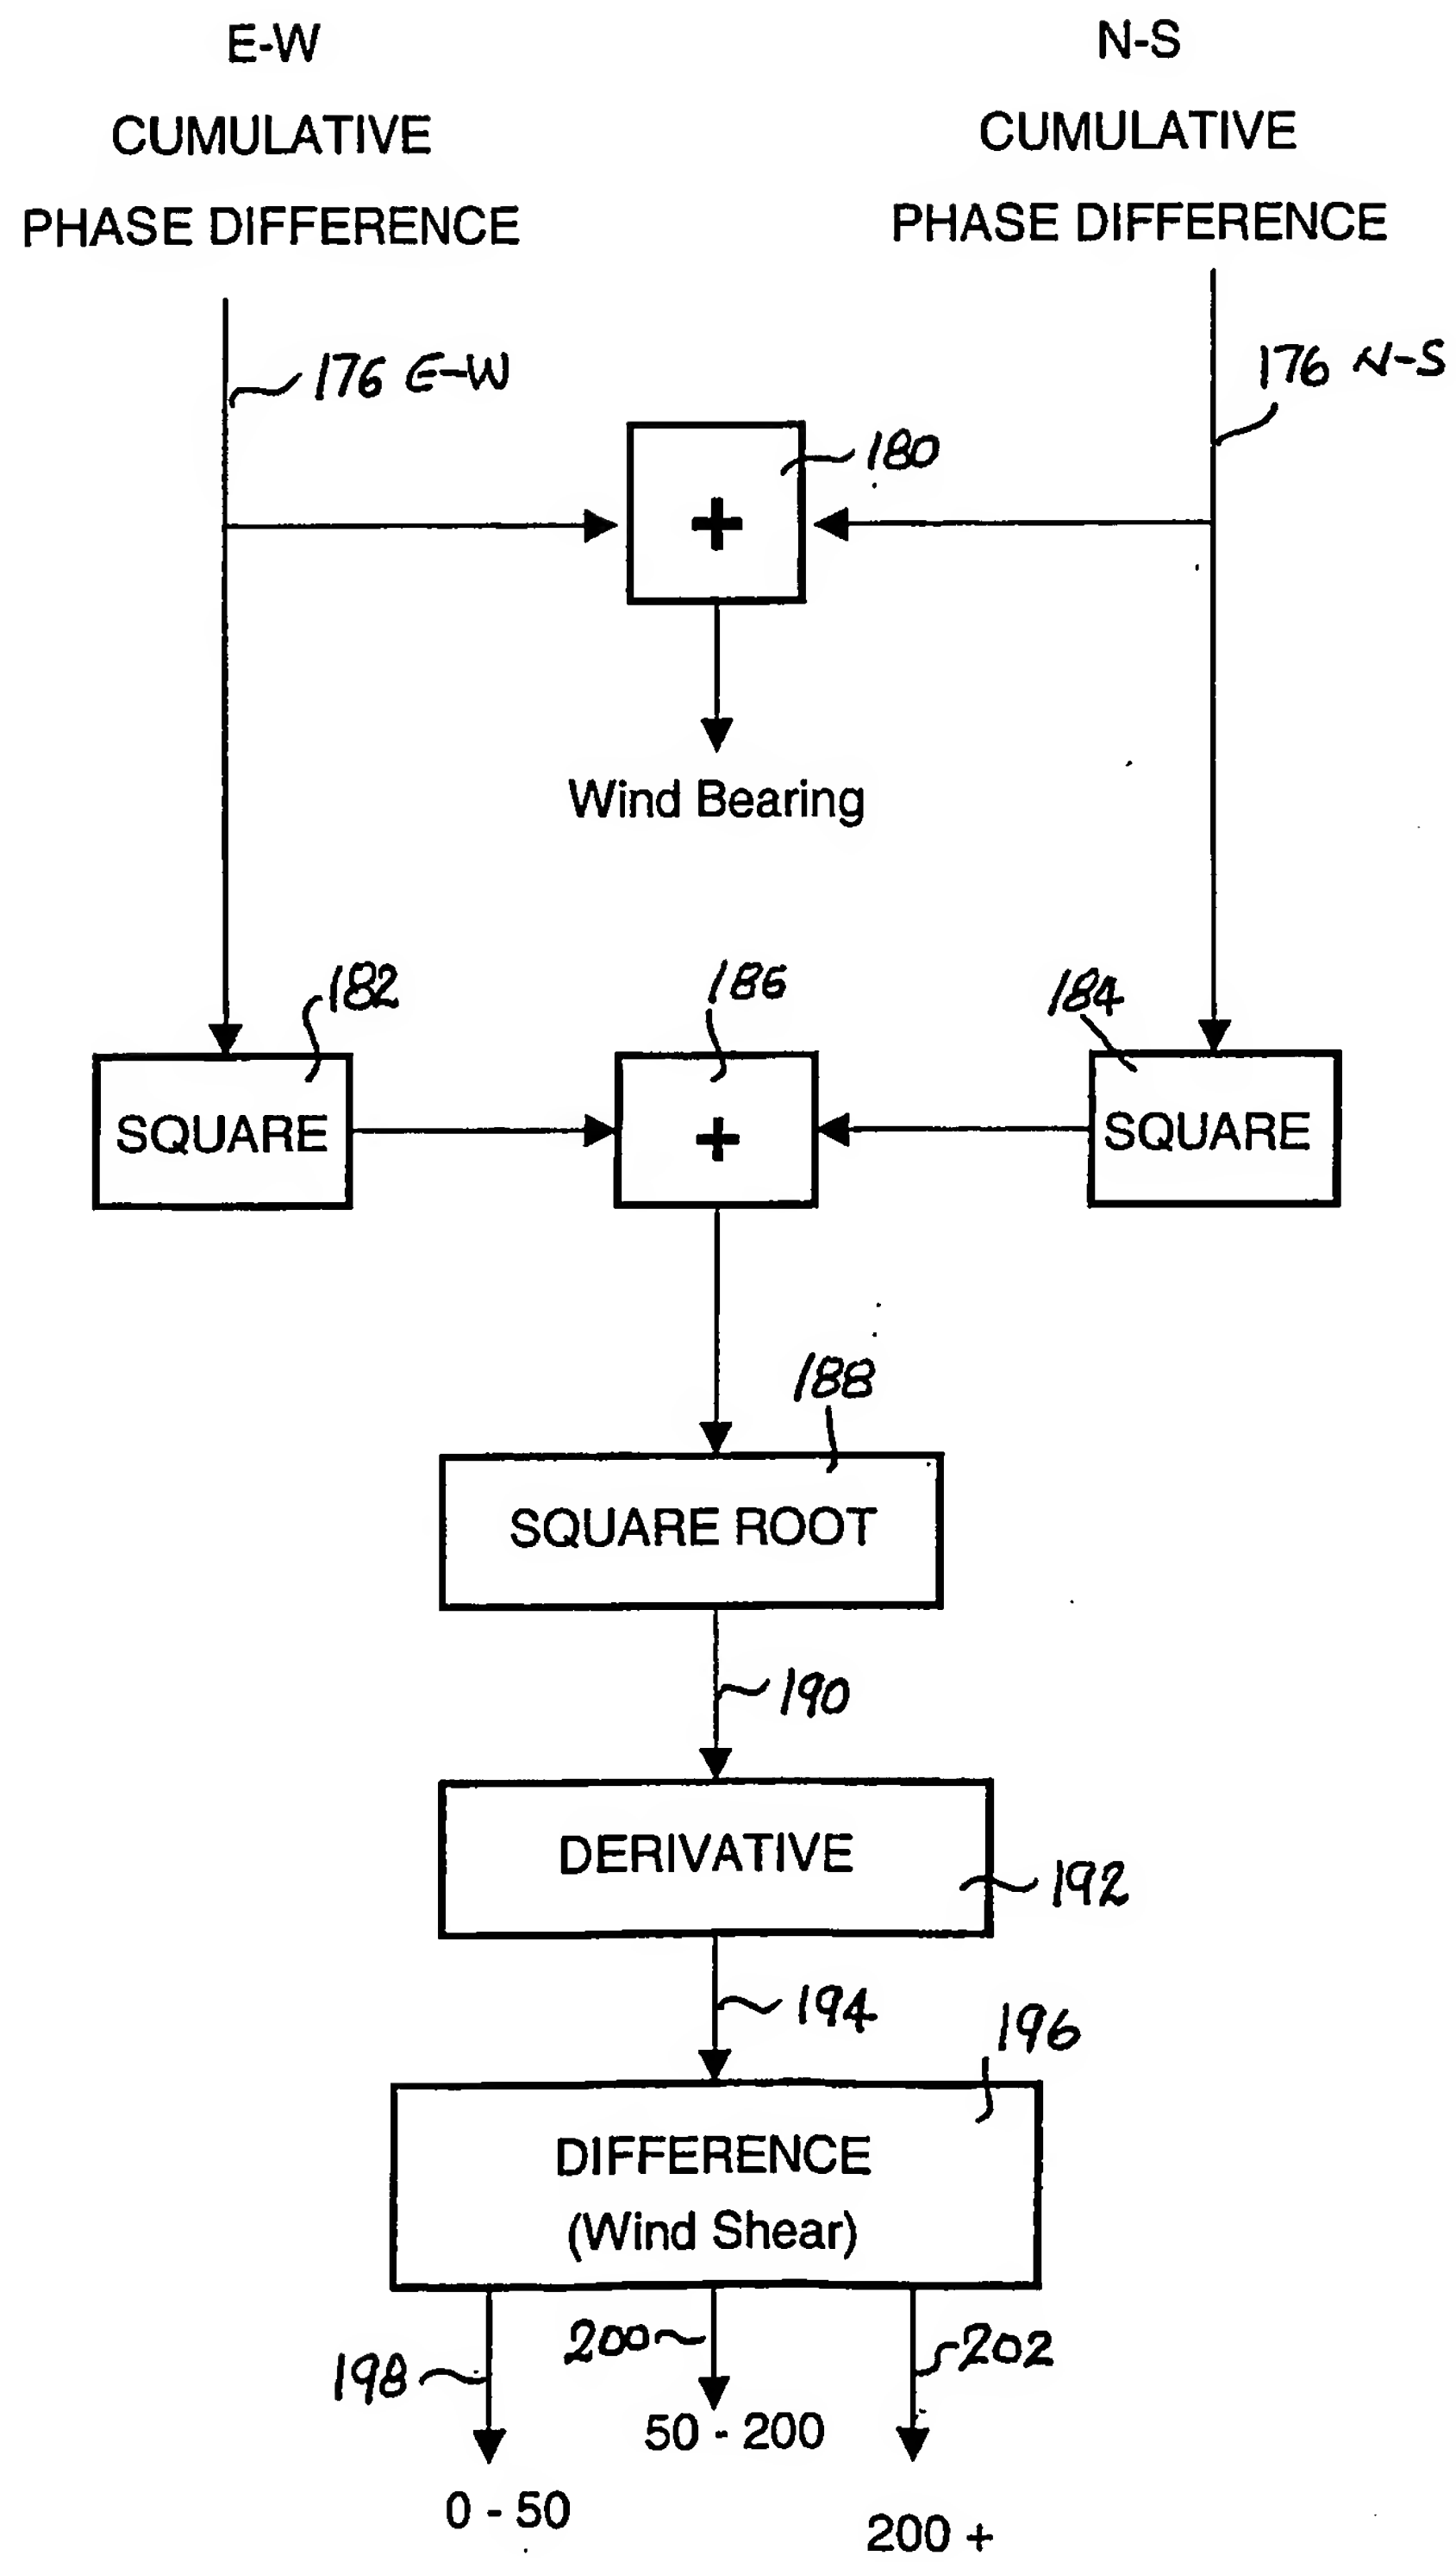 E-W
CUMULATIVE
PHASE DIFFERENCE
N-S
CUMULATIVE
PHASE DIFFERENCE
176 E-W
176 N-S
180
+
Wind Bearing
182
186
184
SQUARE
+
SQUARE
188
SQUARE ROOT
190
DERIVATIVE
192
194
196
DIFFERENCE
(Wind Shear)
198
200
202
50 - 200
0 - 50
200 +